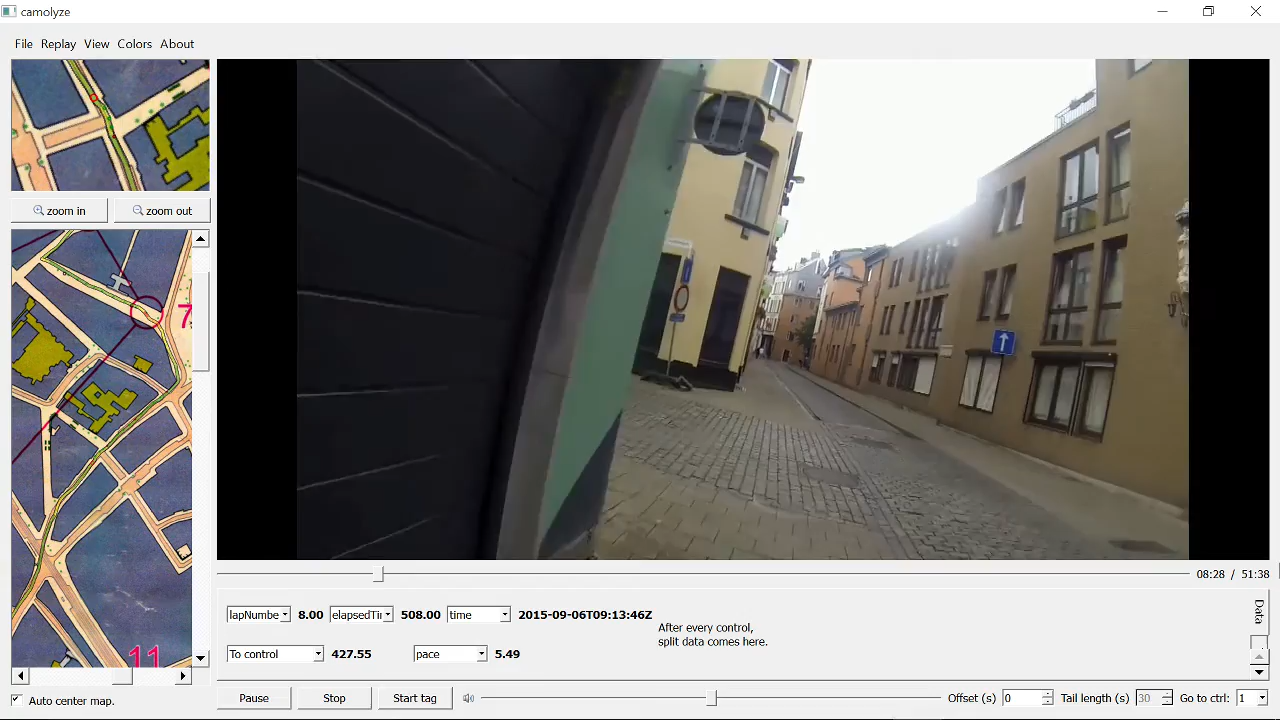 camolyze
File Replay View Colors About
zoom in zoom out
7
11
08:28 / 51:38
lapNumbe 8.00 elapsedTi 508.00 time 2015-09-06T09:13:46Z
After every control,
split data comes here.
To control 427.55 pace 5.49
Data
Auto center map.
Pause Stop Start tag Offset (s) 0 Tail length (s) 30 Go to ctrl: 1